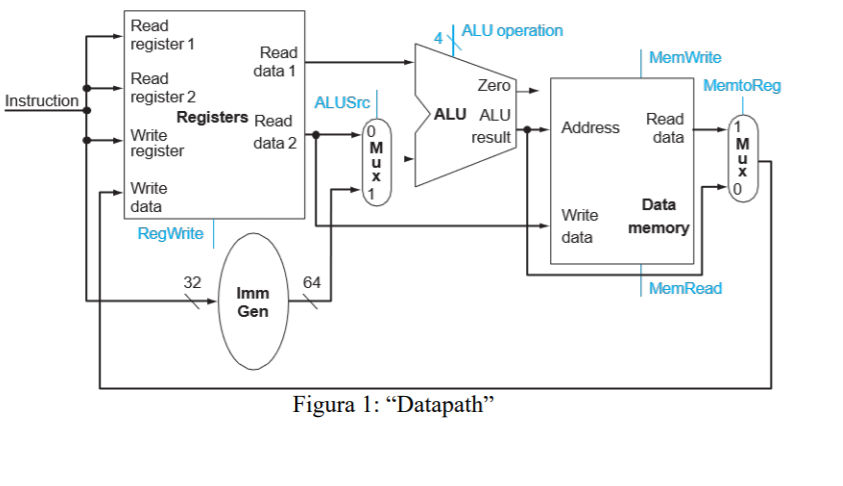 Instruction
Read
register 1
Read
register 2
Write
register
Write
data
Registers
Read
data 1
Read
data 2
RegWrite
32
Imm
Gen
64
ALUSrc
0
M
u
x
1
4
ALU operation
Zero
ALU
ALU
result
MemWrite
Address
Read
data
Write
data
Data
memory
MemRead
MemtoReg
1
M
u
x
0
Figura 1: “Datapath”